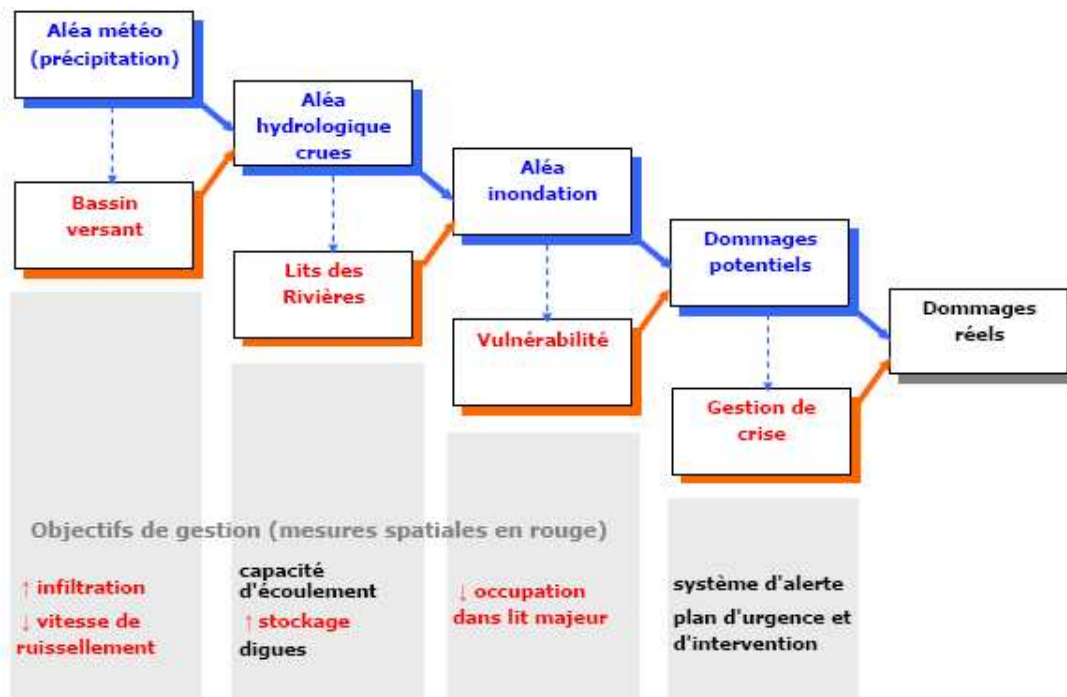 Aléa météo
(précipitation)
Aléa
hydrologique
crues
Aléa
inondation
Bassin
versant
Dommages
potentiels
Lits des
Rivières
Dommages
réels
Vulnérabilité
Gestion de
crise
Objectifs de gestion (mesures spatiales en rouge)
↑ infiltration
↓ vitesse de
ruissellement
capacité
d'écoulement
↑ stockage
digues
↓ occupation
dans lit majeur
système d'alerte
plan d'urgence et
d'intervention